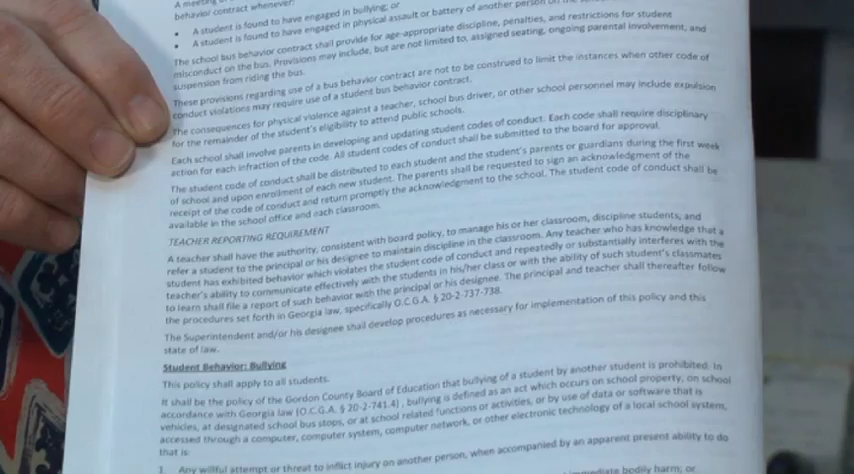 A meeting
behavior contract whenever:
• A student is found to have engaged in bullying; or
• A student is found to have engaged in physical assault or battery of another person on the
The school bus behavior contract shall provide for age-appropriate discipline, penalties, and restrictions for student
misconduct on the bus. Provisions may include, but are not limited to, assigned seating, ongoing parental involvement, and
suspension from riding the bus.
These provisions regarding use of a bus behavior contract are not to be construed to limit the instances when other code of
conduct violations may require use of a student bus behavior contract.
The consequences for physical violence against a teacher, school bus driver, or other school personnel may include expulsion
for the remainder of the student's eligibility to attend public schools.
Each school shall involve parents in developing and updating student codes of conduct. Each code shall require disciplinary
action for each infraction of the code. All student codes of conduct shall be submitted to the board for approval.
The student code of conduct shall be distributed to each student and the student's parents or guardians during the first week
of school and upon enrollment of each new student. The parents shall be requested to sign an acknowledgment of the
receipt of the code of conduct and return promptly the acknowledgment to the school. The student code of conduct shall be
available in the school office and each classroom.
TEACHER REPORTING REQUIREMENT
A teacher shall have the authority, consistent with board policy, to manage his or her classroom, discipline students, and
refer a student to the principal or his designee to maintain discipline in the classroom. Any teacher who has knowledge that a
student has exhibited behavior which violates the student code of conduct and repeatedly or substantially interferes with the
teacher's ability to communicate effectively with the students in his/her class or with the ability of such student's classmates
to learn shall file a report of such behavior with the principal or his designee. The principal and teacher shall thereafter follow
the procedures set forth in Georgia law, specifically O.C.G.A. § 20-2-737-738.
The Superintendent and/or his designee shall develop procedures as necessary for implementation of this policy and this
state of law.
Student Behavior: Bullying
This policy shall apply to all students.
It shall be the policy of the Gordon County Board of Education that bullying of a student by another student is prohibited. In
accordance with Georgia law (O.C.G.A. § 20-2-741.4), bullying is defined as an act which occurs on school property, on school
vehicles, at designated school bus stops, or at school related functions or activities, or by use of data or software that is
accessed through a computer, computer system, computer network, or other electronic technology of a local school system,
that is:
1. Any willful attempt or threat to inflict injury on another person, when accompanied by an apparent present ability to do
immediate bodily harm; or